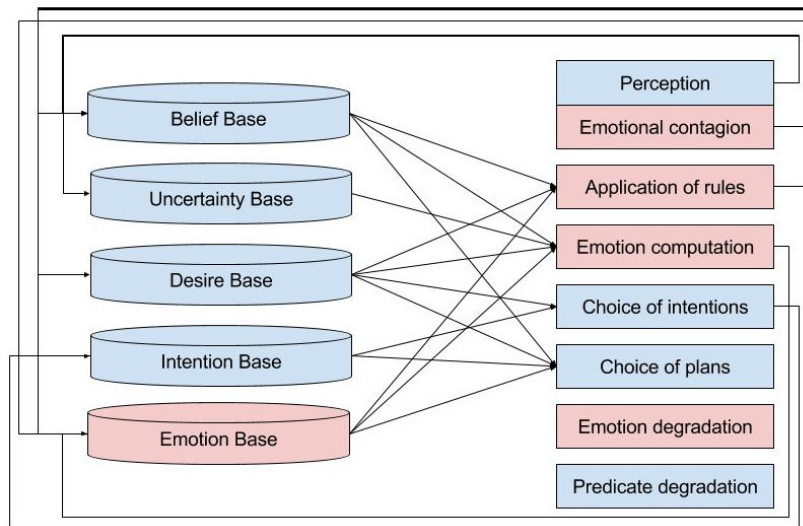 Belief Base
Uncertainty Base
Desire Base
Intention Base
Emotion Base
Perception
Emotional contagion
Application of rules
Emotion computation
Choice of intentions
Choice of plans
Emotion degradation
Predicate degradation